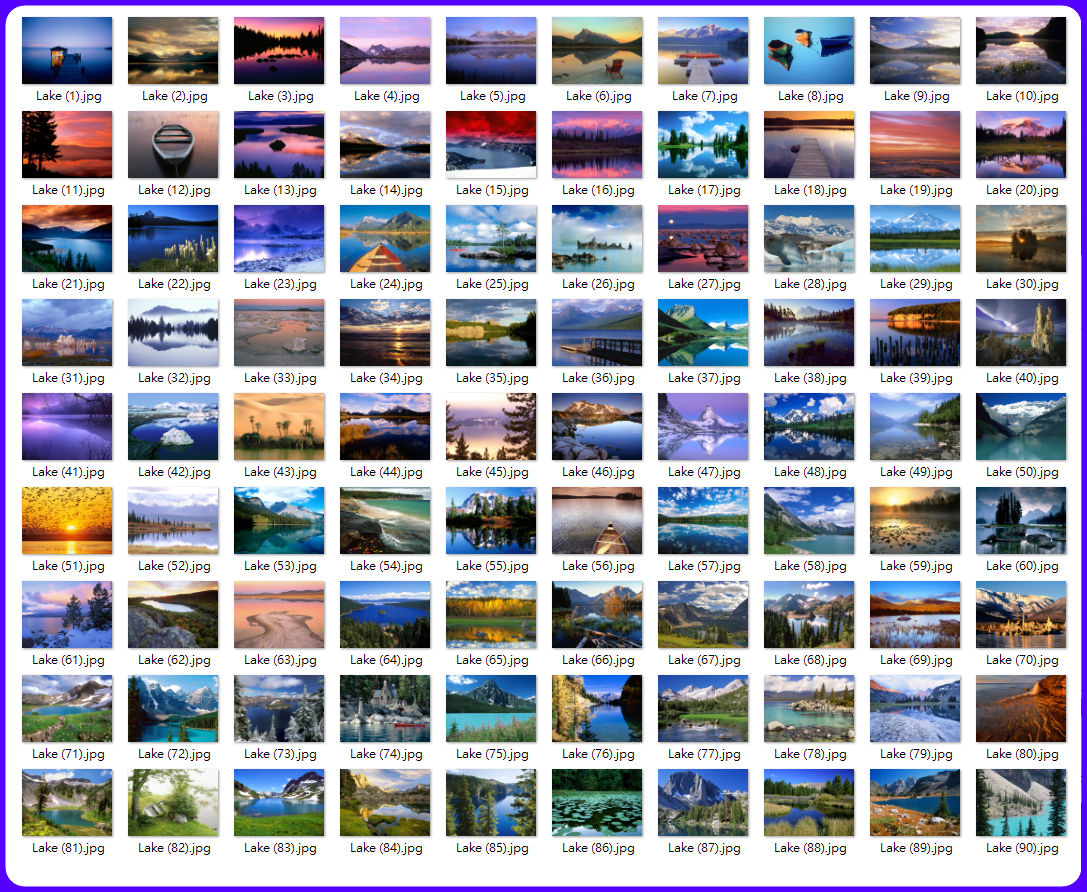 Lake (1).jpg Lake (2).jpg Lake (3).jpg Lake (4).jpg Lake (5).jpg Lake (6).jpg Lake (7).jpg Lake (8).jpg Lake (9).jpg Lake (10).jpg
Lake (11).jpg Lake (12).jpg Lake (13).jpg Lake (14).jpg Lake (15).jpg Lake (16).jpg Lake (17).jpg Lake (18).jpg Lake (19).jpg Lake (20).jpg
Lake (21).jpg Lake (22).jpg Lake (23).jpg Lake (24).jpg Lake (25).jpg Lake (26).jpg Lake (27).jpg Lake (28).jpg Lake (29).jpg Lake (30).jpg
Lake (31).jpg Lake (32).jpg Lake (33).jpg Lake (34).jpg Lake (35).jpg Lake (36).jpg Lake (37).jpg Lake (38).jpg Lake (39).jpg Lake (40).jpg
Lake (41).jpg Lake (42).jpg Lake (43).jpg Lake (44).jpg Lake (45).jpg Lake (46).jpg Lake (47).jpg Lake (48).jpg Lake (49).jpg Lake (50).jpg
Lake (51).jpg Lake (52).jpg Lake (53).jpg Lake (54).jpg Lake (55).jpg Lake (56).jpg Lake (57).jpg Lake (58).jpg Lake (59).jpg Lake (60).jpg
Lake (61).jpg Lake (62).jpg Lake (63).jpg Lake (64).jpg Lake (65).jpg Lake (66).jpg Lake (67).jpg Lake (68).jpg Lake (69).jpg Lake (70).jpg
Lake (71).jpg Lake (72).jpg Lake (73).jpg Lake (74).jpg Lake (75).jpg Lake (76).jpg Lake (77).jpg Lake (78).jpg Lake (79).jpg Lake (80).jpg
Lake (81).jpg Lake (82).jpg Lake (83).jpg Lake (84).jpg Lake (85).jpg Lake (86).jpg Lake (87).jpg Lake (88).jpg Lake (89).jpg Lake (90).jpg